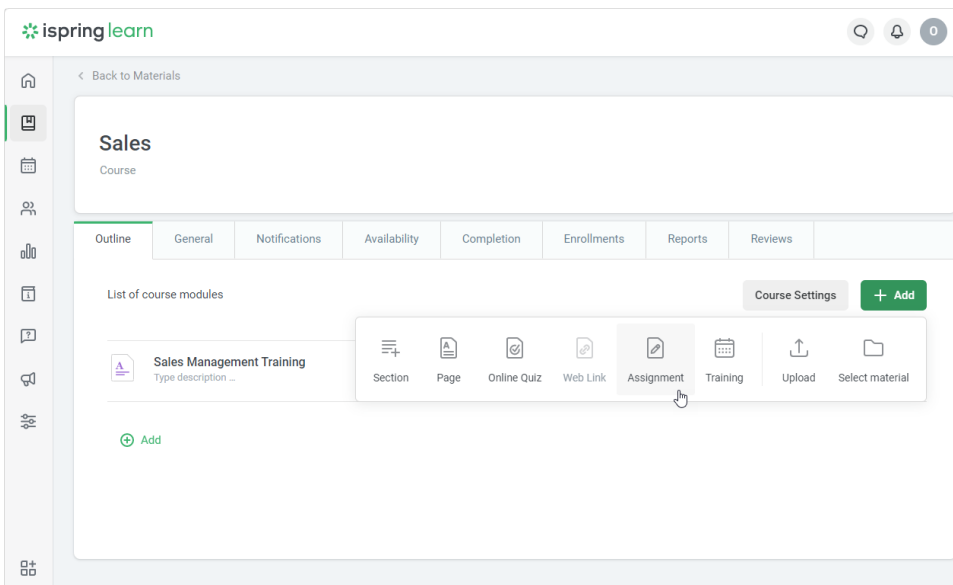 ispring learn
O
Back to Materials
Sales
Course
Outline General Notifications Availability Completion Enrollments Reports Reviews
List of course modules
Course Settings
+ Add
A
Sales Management Training
Type description ...
Section Page Online Quiz Web Link Assignment Training Upload Select material
Add